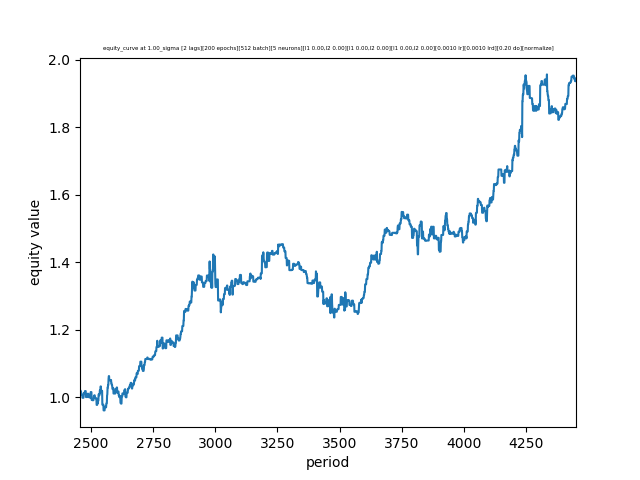 equity_curve at 1.00_sigma [2 lags][200 epochs][512 batch][5 neurons][l1 0.00,l2 0.00][l1 0.00,l2 0.00][l1 0.00,l2 0.00][0.0010 lr][0.0010 lrd][0.20 do][normalize]
2.0
1.8
1.6
1.4
1.2
1.0
equity value
2500 2750 3000 3250 3500 3750 4000 4250
period